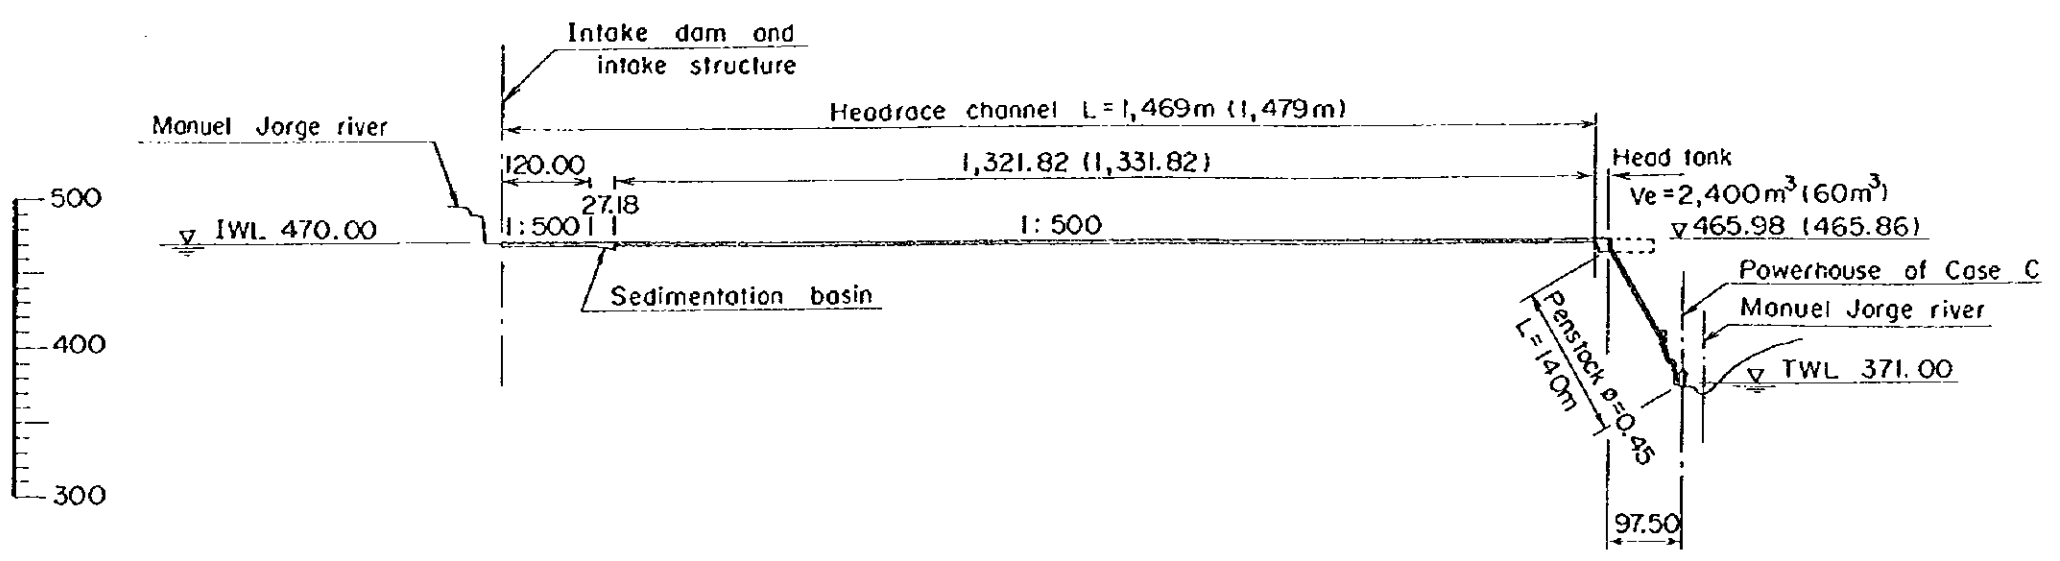 Intake dam and
intake structure
Headrace channel L=1,469m (1,479m)
Manuel Jorge river
120.00
1,321.82 (1,331.82)
Head tank
Ve=2,400m³(60m³)
27.18
500
IWL 470.00
1:500
1:500
465.98 (465.86)
Powerhouse of Case C
Sedimentation basin
Manuel Jorge river
Penstock ø=0.45
L=140m
400
TWL 371.00
300
97.50